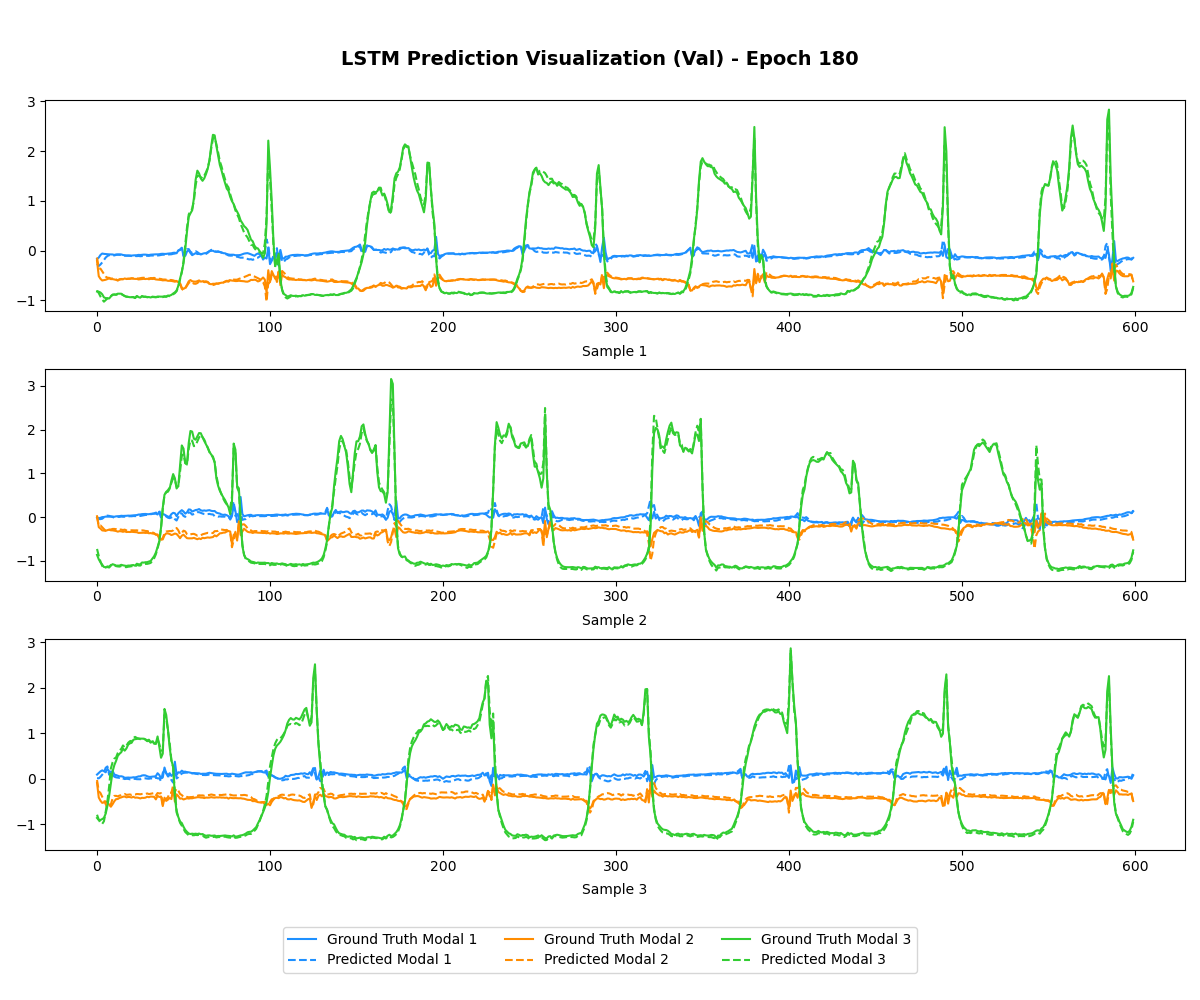 LSTM Prediction Visualization (Val) - Epoch 180
3
2
1
0
−1
0 100 200 300 400 500 600
Sample 1
3
2
1
0
−1
0 100 200 300 400 500 600
Sample 2
3
2
1
0
−1
0 100 200 300 400 500 600
Sample 3
Ground Truth Modal 1 Ground Truth Modal 2 Ground Truth Modal 3
Predicted Modal 1 Predicted Modal 2 Predicted Modal 3